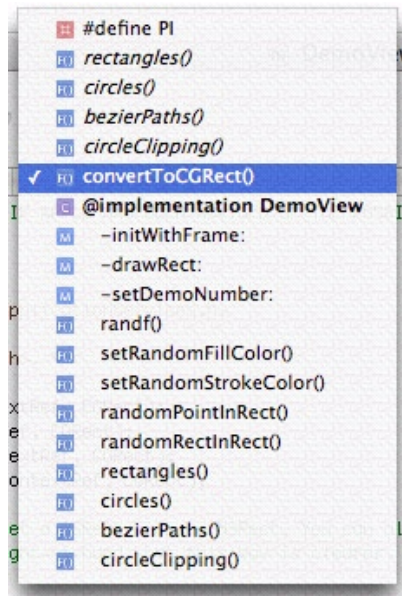 #define PI
rectangles()
circles()
bezierPaths()
circleClipping()
✓ convertToCGRect()
@implementation DemoView
-initWithFrame:
-drawRect:
-setDemoNumber:
randf()
setRandomFillColor()
setRandomStrokeColor()
randomPointInRect()
randomRectInRect()
rectangles()
circles()
bezierPaths()
circleClipping()